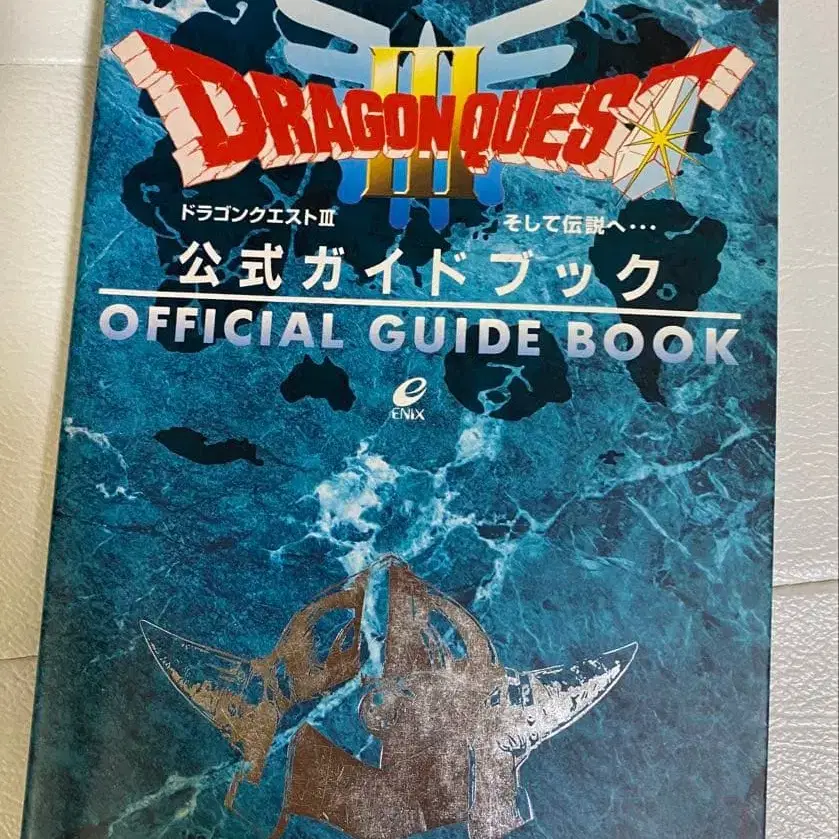 DRAGON QUEST
III
ドラゴンクエストIII そして伝説へ・・・
公式ガイドブック
OFFICIAL GUIDE BOOK
e
ENIX